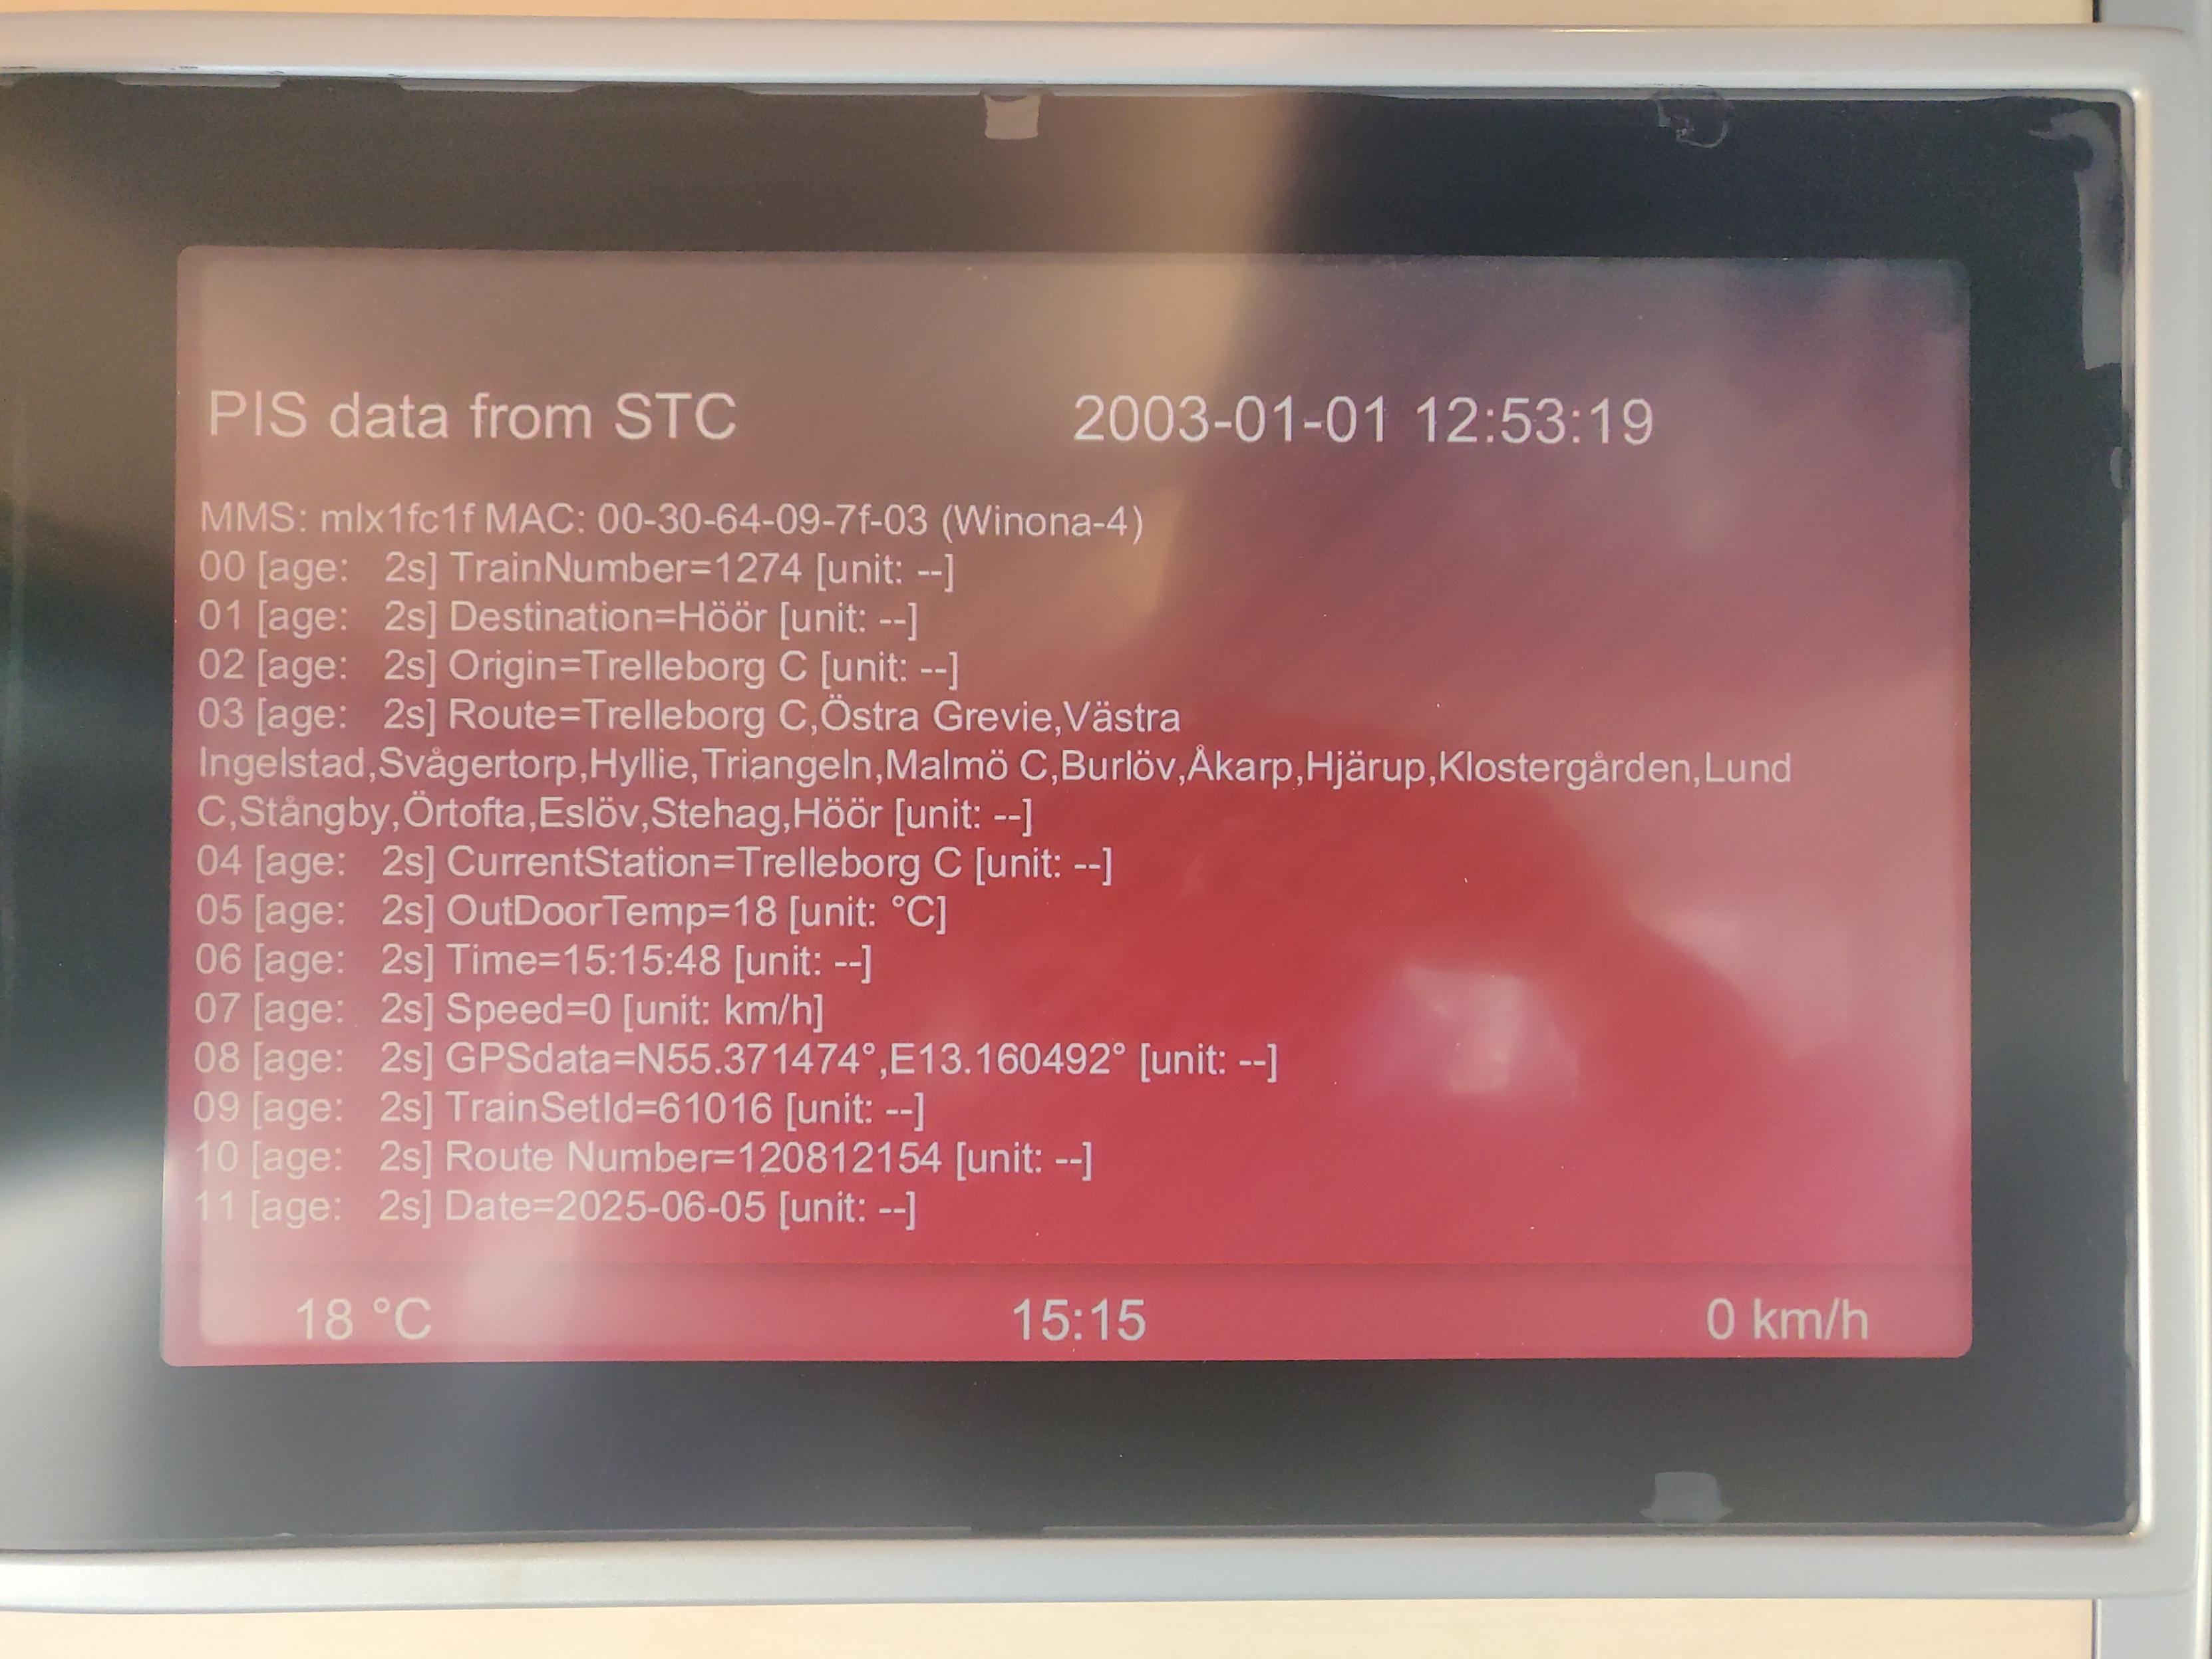 PIS data from STC 2003-01-01 12:53:19
MMS: mlx1fc1f MAC: 00-30-64-09-7f-03 (Winona-4)
00 [age: 2s] TrainNumber=1274 [unit: --]
01 [age: 2s] Destination=Höör [unit: --]
02 [age: 2s] Origin=Trelleborg C [unit: --]
03 [age: 2s] Route=Trelleborg C,Östra Grevie,Västra
Ingelstad,Svågertorp,Hyllie,Triangeln,Malmö C,Burlöv,Åkarp,Hjärup,Klostergården,Lund
C,Stångby,Örtofta,Eslöv,Stehag,Höör [unit: --]
04 [age: 2s] CurrentStation=Trelleborg C [unit: --]
05 [age: 2s] OutDoorTemp=18 [unit: °C]
06 [age: 2s] Time=15:15:48 [unit: --]
07 [age: 2s] Speed=0 [unit: km/h]
08 [age: 2s] GPSdata=N55.371474°,E13.160492° [unit: --]
09 [age: 2s] TrainSetId=61016 [unit: --]
10 [age: 2s] Route Number=120812154 [unit: --]
11 [age: 2s] Date=2025-06-05 [unit: --]
18 °C 15:15 0 km/h